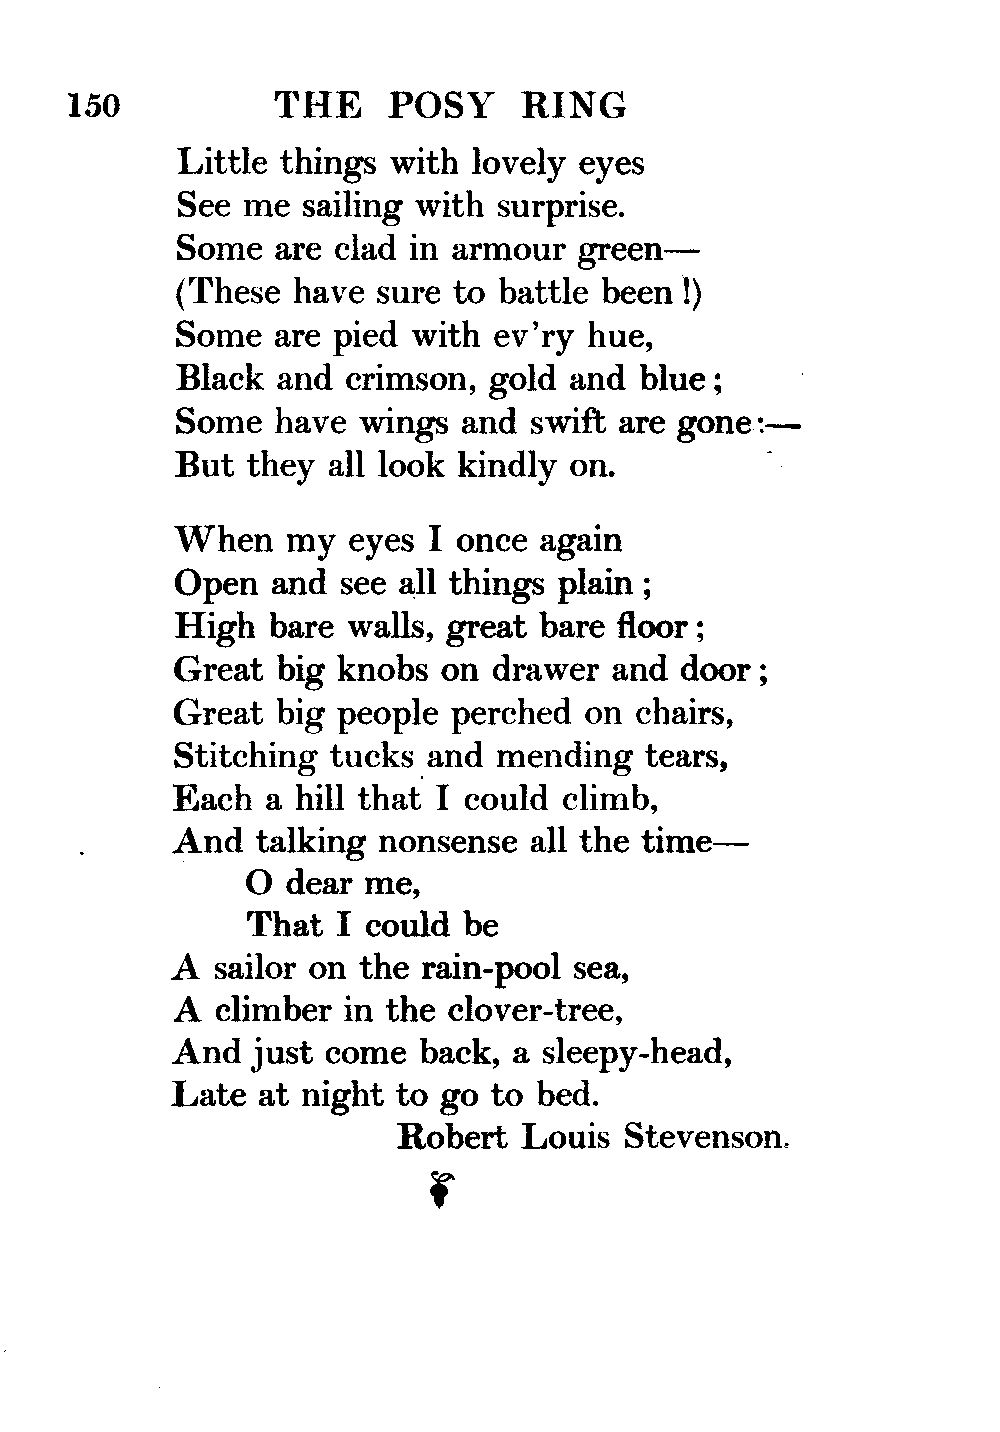 150 THE POSY RING
Little things with lovely eyes
See me sailing with surprise.
Some are clad in armour green—
(These have sure to battle been!)
Some are pied with ev'ry hue,
Black and crimson, gold and blue;
Some have wings and swift are gone:—
But they all look kindly on.

When my eyes I once again
Open and see all things plain;
High bare walls, great bare floor;
Great big knobs on drawer and door;
Great big people perched on chairs,
Stitching tucks and mending tears,
Each a hill that I could climb,
And talking nonsense all the time—
O dear me,
That I could be
A sailor on the rain-pool sea,
A climber in the clover-tree,
And just come back, a sleepy-head,
Late at night to go to bed.
Robert Louis Stevenson.